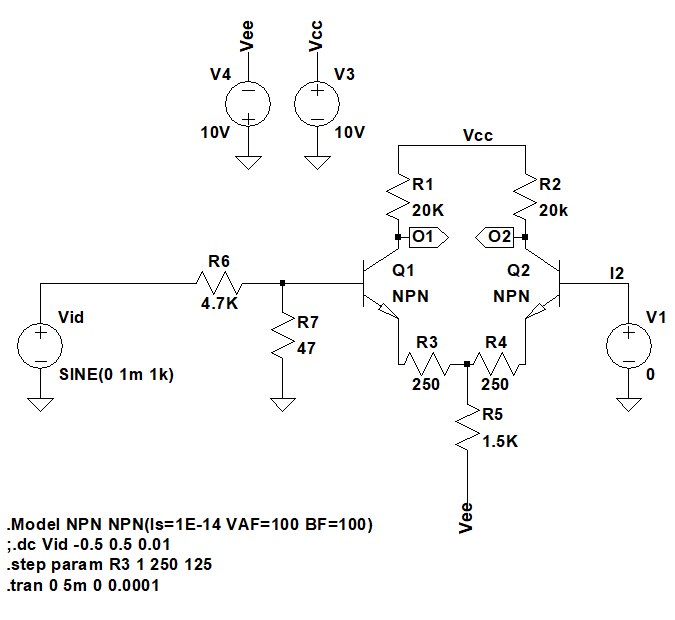 Vee
Vcc
V4
V3
10V
10V
Vcc
R1
R2
20K
20k
O1
O2
R6
Q1
Q2
I2
4.7K
NPN
NPN
Vid
R7
V1
47
R3
R4
SINE(0 1m 1k)
250
250
0
R5
1.5K
Vee
.Model NPN NPN(Is=1E-14 VAF=100 BF=100)
;.dc Vid -0.5 0.5 0.01
.step param R3 1 250 125
.tran 0 5m 0 0.0001